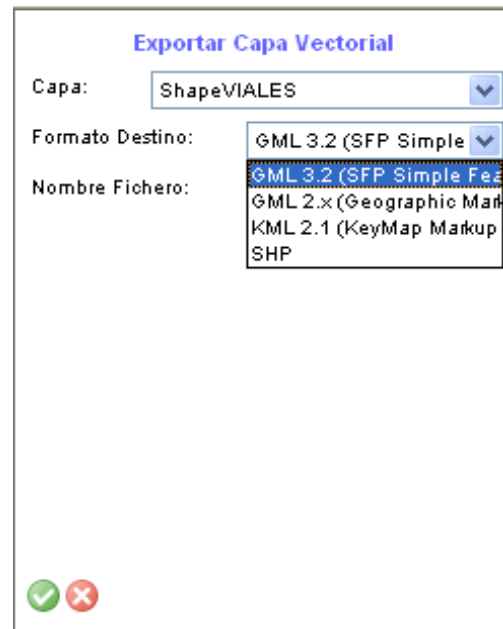 Exportar Capa Vectorial
Capa: ShapeVIALES
Formato Destino: GML 3.2 (SFP Simple
GML 3.2 (SFP Simple Fea
Nombre Fichero:
GML 2.x (Geographic Mark
KML 2.1 (KeyMap Markup
SHP